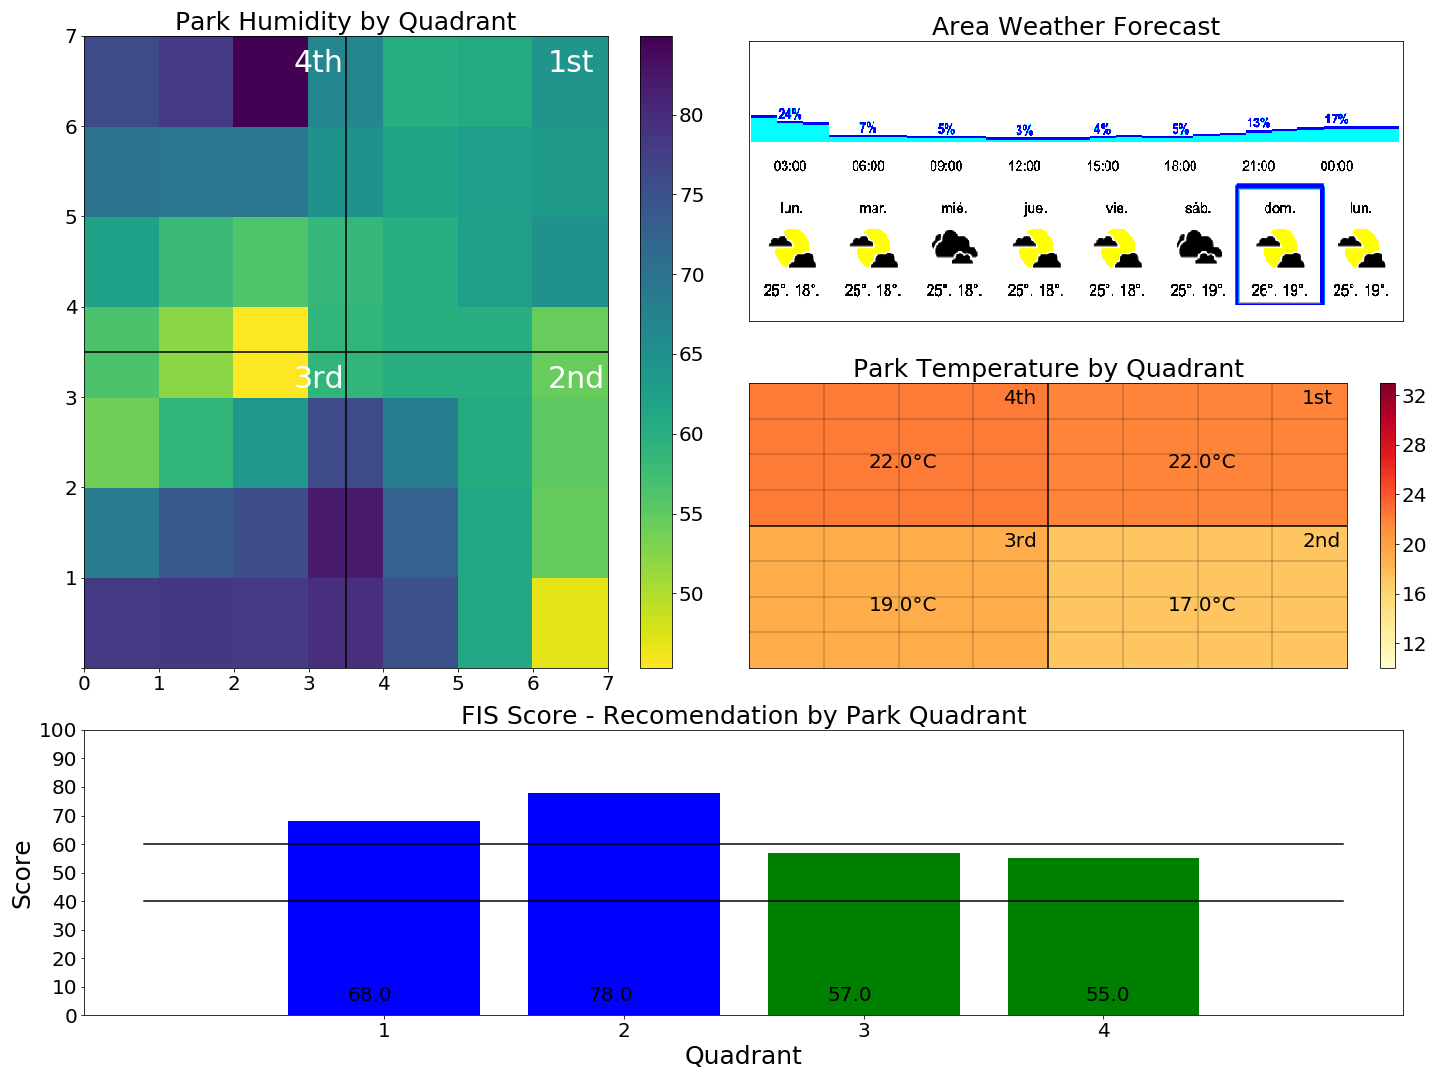 Park Humidity by Quadrant
7
6
5
4
3
2
1
0 1 2 3 4 5 6 7
4th 1st
3rd 2nd
80
75
70
65
60
55
50
Area Weather Forecast
24% 7% 5% 3% 4% 5% 13% 17%
03:00 06:00 09:00 12:00 15:00 18:00 21:00 00:00
lun. mar. mié. jue. vie. sáb. dom. lun.
25°. 18°. 25°. 18°. 25°. 18°. 25°. 18°. 25°. 18°. 25°. 19°. 26°. 19°. 25°. 19°.
Park Temperature by Quadrant
4th 1st
22.0°C 22.0°C
3rd 2nd
19.0°C 17.0°C
32
28
24
20
16
12
FIS Score - Recomendation by Park Quadrant
Score
100
90
80
70
60
50
40
30
20
10
0
68.0 78.0 57.0 55.0
1 2 3 4
Quadrant